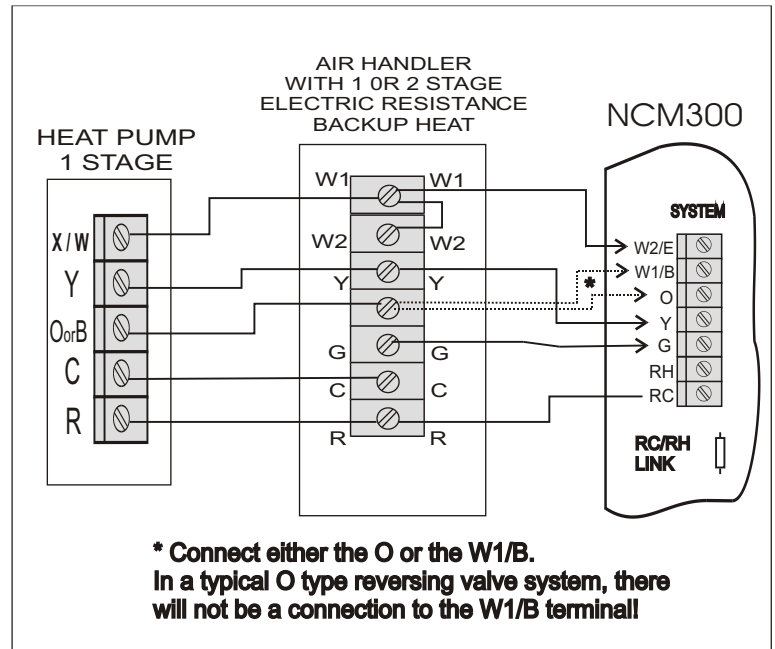 AIR HANDLER
WITH 1 0R 2 STAGE
ELECTRIC RESISTANCE
BACKUP HEAT
HEAT PUMP
1 STAGE
NCM300
X / W
Y
OorB
C
R
W1
W1
W2
W2
Y
Y
G
G
C
C
R
R
SYSTEM
W2/E
W1/B
*
O
Y
G
RH
RC
RC/RH
LINK
* Connect either the O or the W1/B.
In a typical O type reversing valve system, there
will not be a connection to the W1/B terminal!